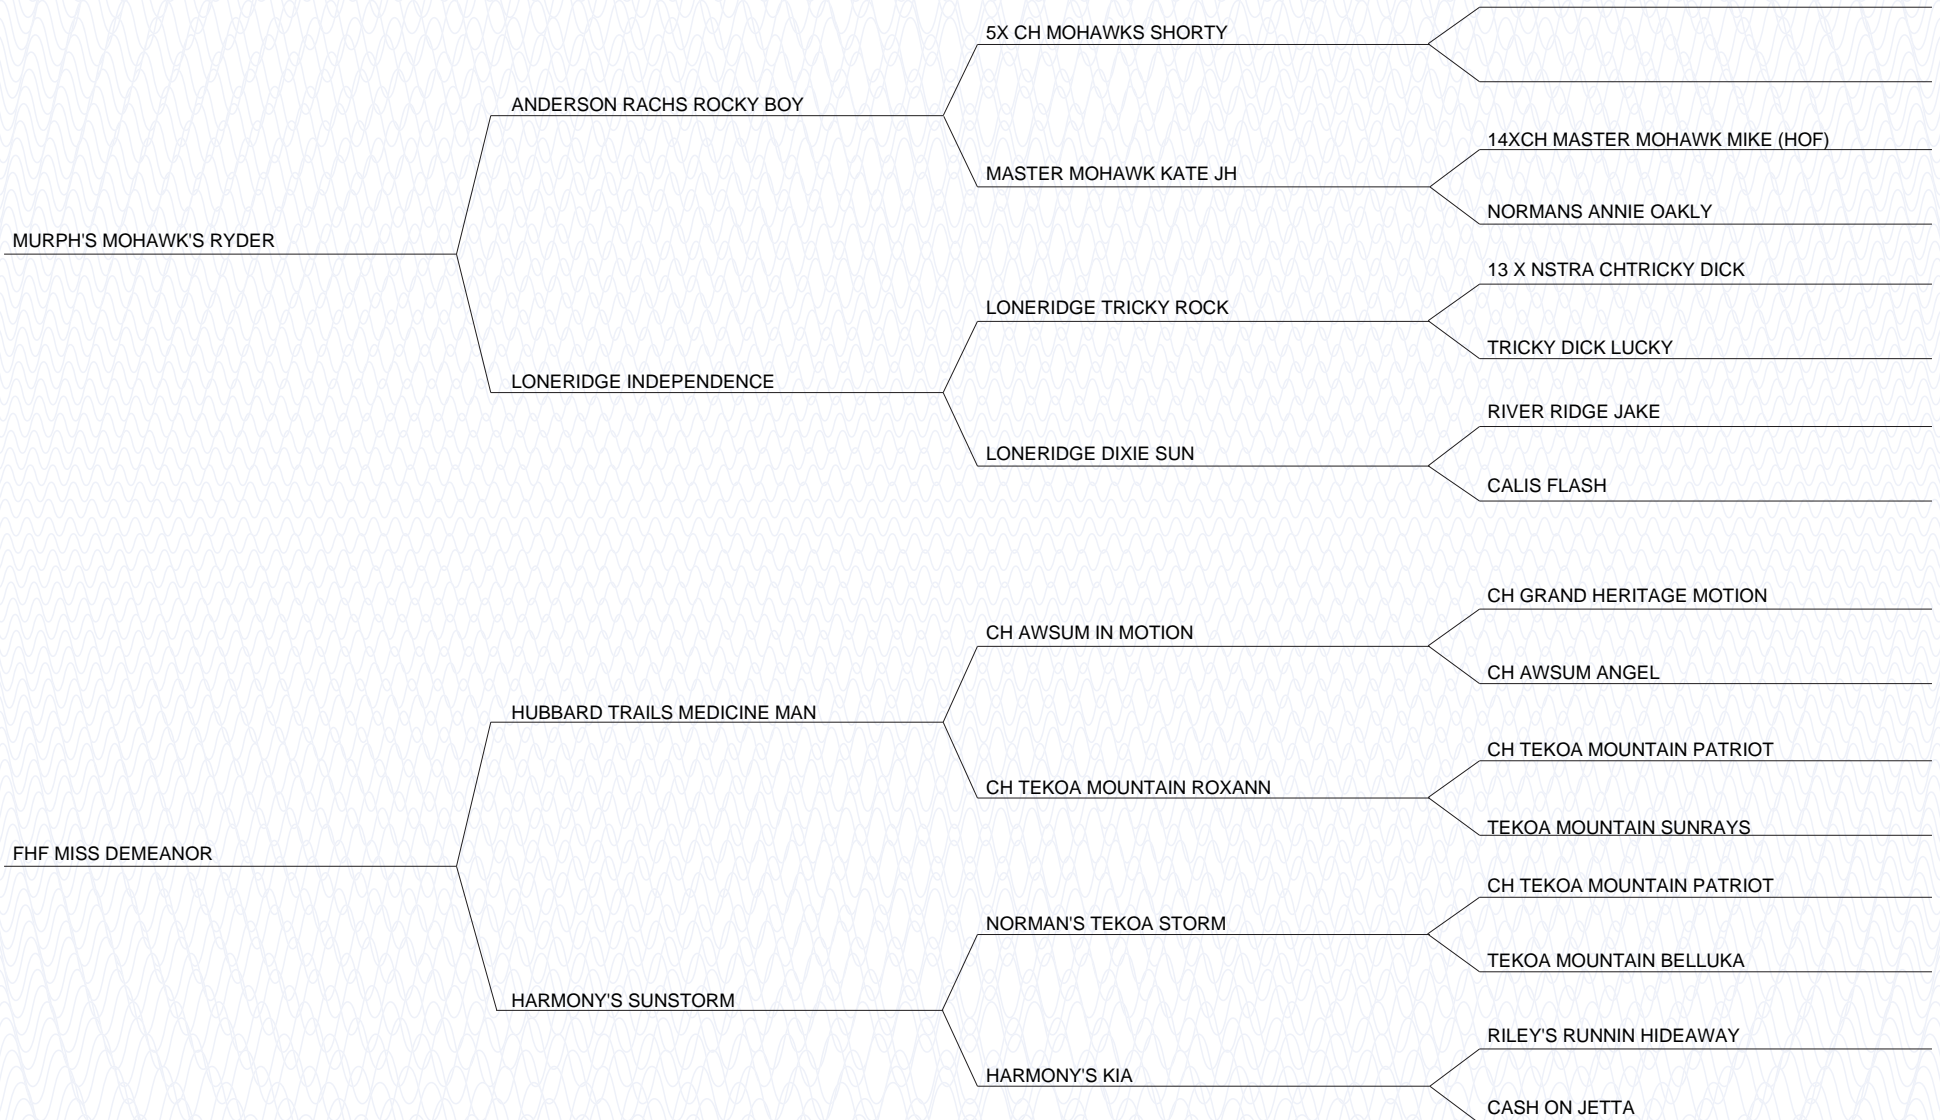 MURPH'S MOHAWK'S RYDER
ANDERSON RACHS ROCKY BOY
5X CH MOHAWKS SHORTY
MASTER MOHAWK KATE JH
14XCH MASTER MOHAWK MIKE (HOF)
NORMANS ANNIE OAKLY
LONERIDGE INDEPENDENCE
LONERIDGE TRICKY ROCK
13 X NSTRA CHTRICKY DICK
TRICKY DICK LUCKY
LONERIDGE DIXIE SUN
RIVER RIDGE JAKE
CALIS FLASH
FHF MISS DEMEANOR
HUBBARD TRAILS MEDICINE MAN
CH AWSUM IN MOTION
CH GRAND HERITAGE MOTION
CH AWSUM ANGEL
CH TEKOA MOUNTAIN ROXANN
CH TEKOA MOUNTAIN PATRIOT
TEKOA MOUNTAIN SUNRAYS
HARMONY'S SUNSTORM
NORMAN'S TEKOA STORM
CH TEKOA MOUNTAIN PATRIOT
TEKOA MOUNTAIN BELLUKA
HARMONY'S KIA
RILEY'S RUNNIN HIDEAWAY
CASH ON JETTA